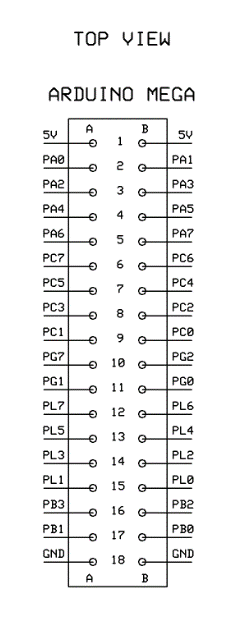 TOP VIEW
ARDUINO MEGA
A B
5V 1 5V
PA0 2 PA1
PA2 3 PA3
PA4 4 PA5
PA6 5 PA7
PC7 6 PC6
PC5 7 PC4
PC3 8 PC2
PC1 9 PC0
PG7 10 PG2
PG1 11 PG0
PL7 12 PL6
PL5 13 PL4
PL3 14 PL2
PL1 15 PL0
PB3 16 PB2
PB1 17 PB0
GND 18 GND
A B